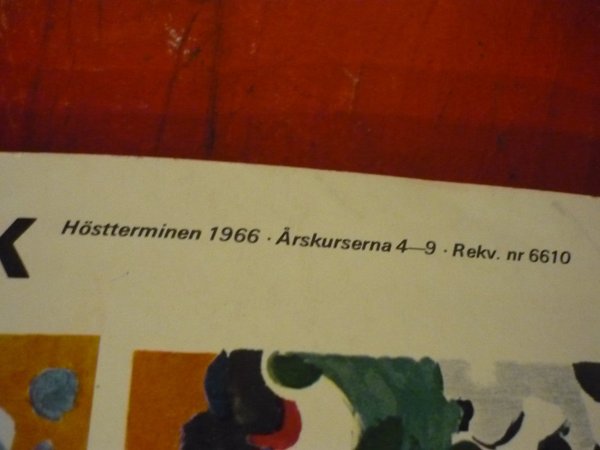 K
Höstterminen 1966 · Årskurserna 4—9 · Rekv. nr 6610